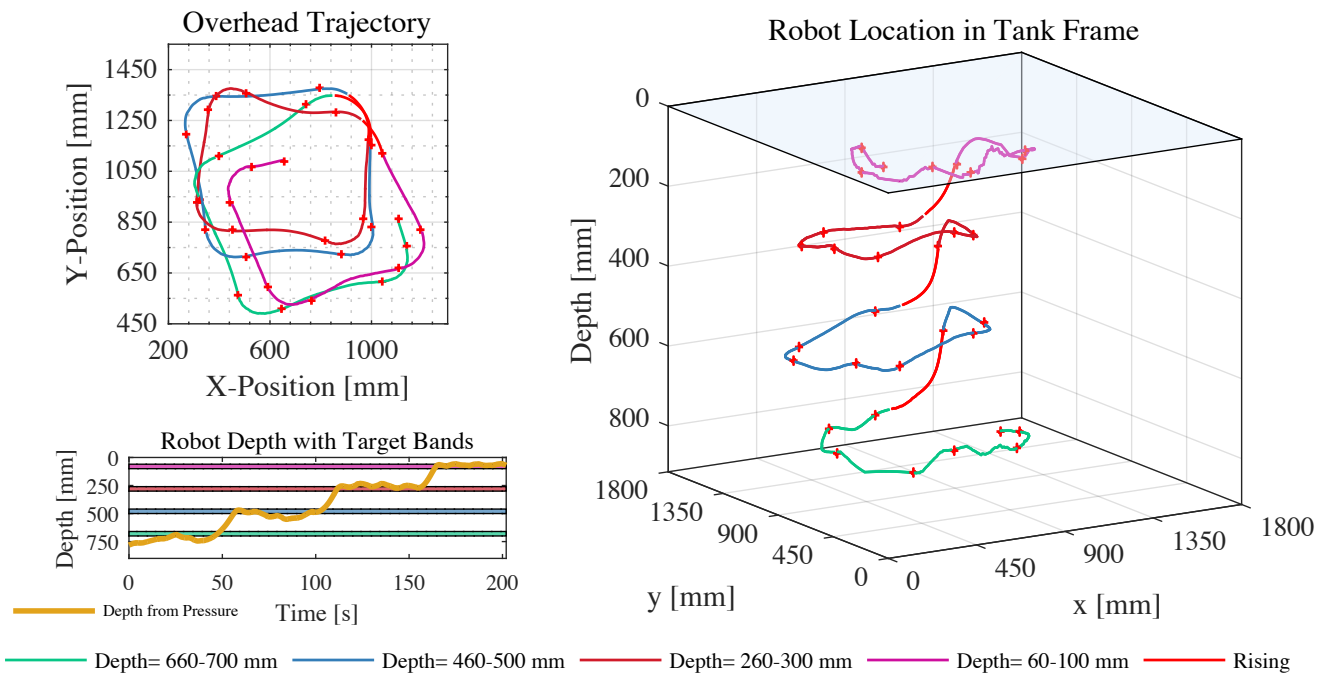 Overhead Trajectory
Y-Position [mm]
1450
1250
1050
850
650
450
200 600 1000
X-Position [mm]
Robot Depth with Target Bands
Depth [mm]
0
250
500
750
0 50 100 150 200
Time [s]
Depth from Pressure
Robot Location in Tank Frame
Depth [mm]
0
200
400
600
800
1800
1350
900
450
0
y [mm]
0
450
900
1350
1800
x [mm]
Depth= 660-700 mm Depth= 460-500 mm Depth= 260-300 mm Depth= 60-100 mm Rising